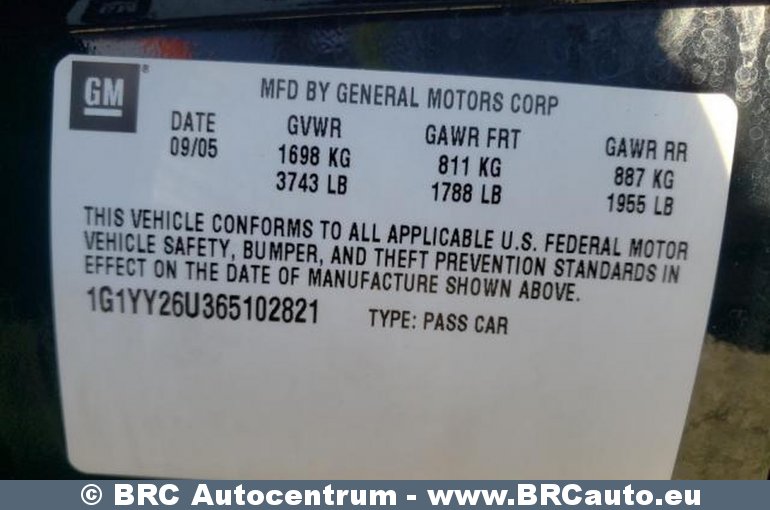 GM ®
MFD BY GENERAL MOTORS CORP
DATE GVWR GAWR FRT GAWR RR
09/05 1698 KG 811 KG 887 KG
3743 LB 1788 LB 1955 LB
THIS VEHICLE CONFORMS TO ALL APPLICABLE U.S. FEDERAL MOTOR
VEHICLE SAFETY, BUMPER, AND THEFT PREVENTION STANDARDS IN
EFFECT ON THE DATE OF MANUFACTURE SHOWN ABOVE.
1G1YY26U365102821 TYPE: PASS CAR
© BRC Autocentrum - www.BRCauto.eu